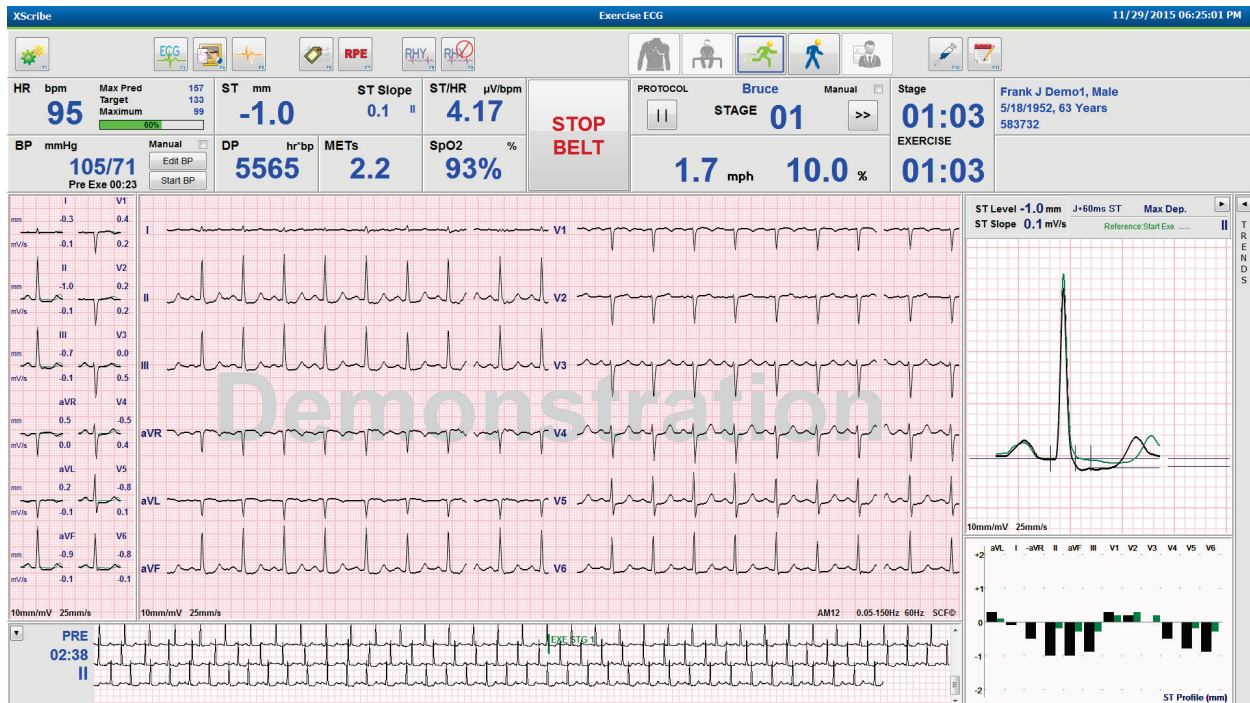 XScribe Exercise ECG 11/29/2015 06:25:01 PM
ECG RPE RHY RHY
HR bpm Max Pred 157
Target 133
95 Maximum 99
60%
ST mm ST Slope
-1.0 0.1 II
ST/HR µV/bpm
4.17
STOP
BELT
PROTOCOL Bruce Manual
|| STAGE 01 >>
1.7 mph 10.0 %
Stage
01:03
EXERCISE
01:03
Frank J Demo1, Male
5/18/1952, 63 Years
583732
BP mmHg Manual
105/71 Edit BP
Pre Exe 00:23 Start BP
DP hr*bp
5565
METs
2.2
SpO2 %
93%
I V1
mm -0.3 0.4
mV/s -0.1 0.2
II V2
mm -1.0 0.2
mV/s -0.1 0.2
III V3
mm -0.7 0.0
mV/s -0.1 0.5
aVR V4
mm 0.5 -0.5
mV/s 0.0 0.4
aVL V5
mm 0.2 -0.8
mV/s -0.1 0.1
aVF V6
mm -0.9 -0.8
mV/s -0.1 -0.1
10mm/mV 25mm/s
I V1
II V2
III V3
Demonstration
aVR V4
aVL V5
aVF V6
10mm/mV 25mm/s AM12 0.05-150Hz 60Hz SCF©
ST Level -1.0 mm J+60ms ST Max Dep.
ST Slope 0.1 mV/s Reference:Start Exe ..... II
10mm/mV 25mm/s
TRENDS
aVL I -aVR II aVF III V1 V2 V3 V4 V5 V6
+2
+1
0
-1
-2
ST Profile (mm)
PRE
02:38
II
EXE STG 1